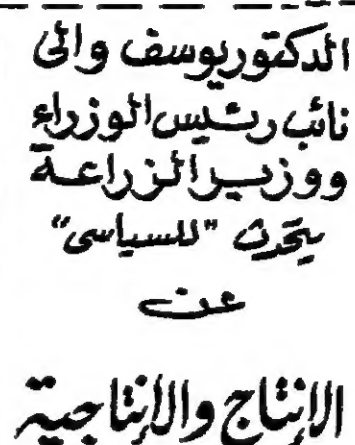 الدكتور يوسف والى
نائب رئيس الوزراء
ووزير الزراعة
يتحدث "للسياسى"
عن
الإنتاج والإنتاجية